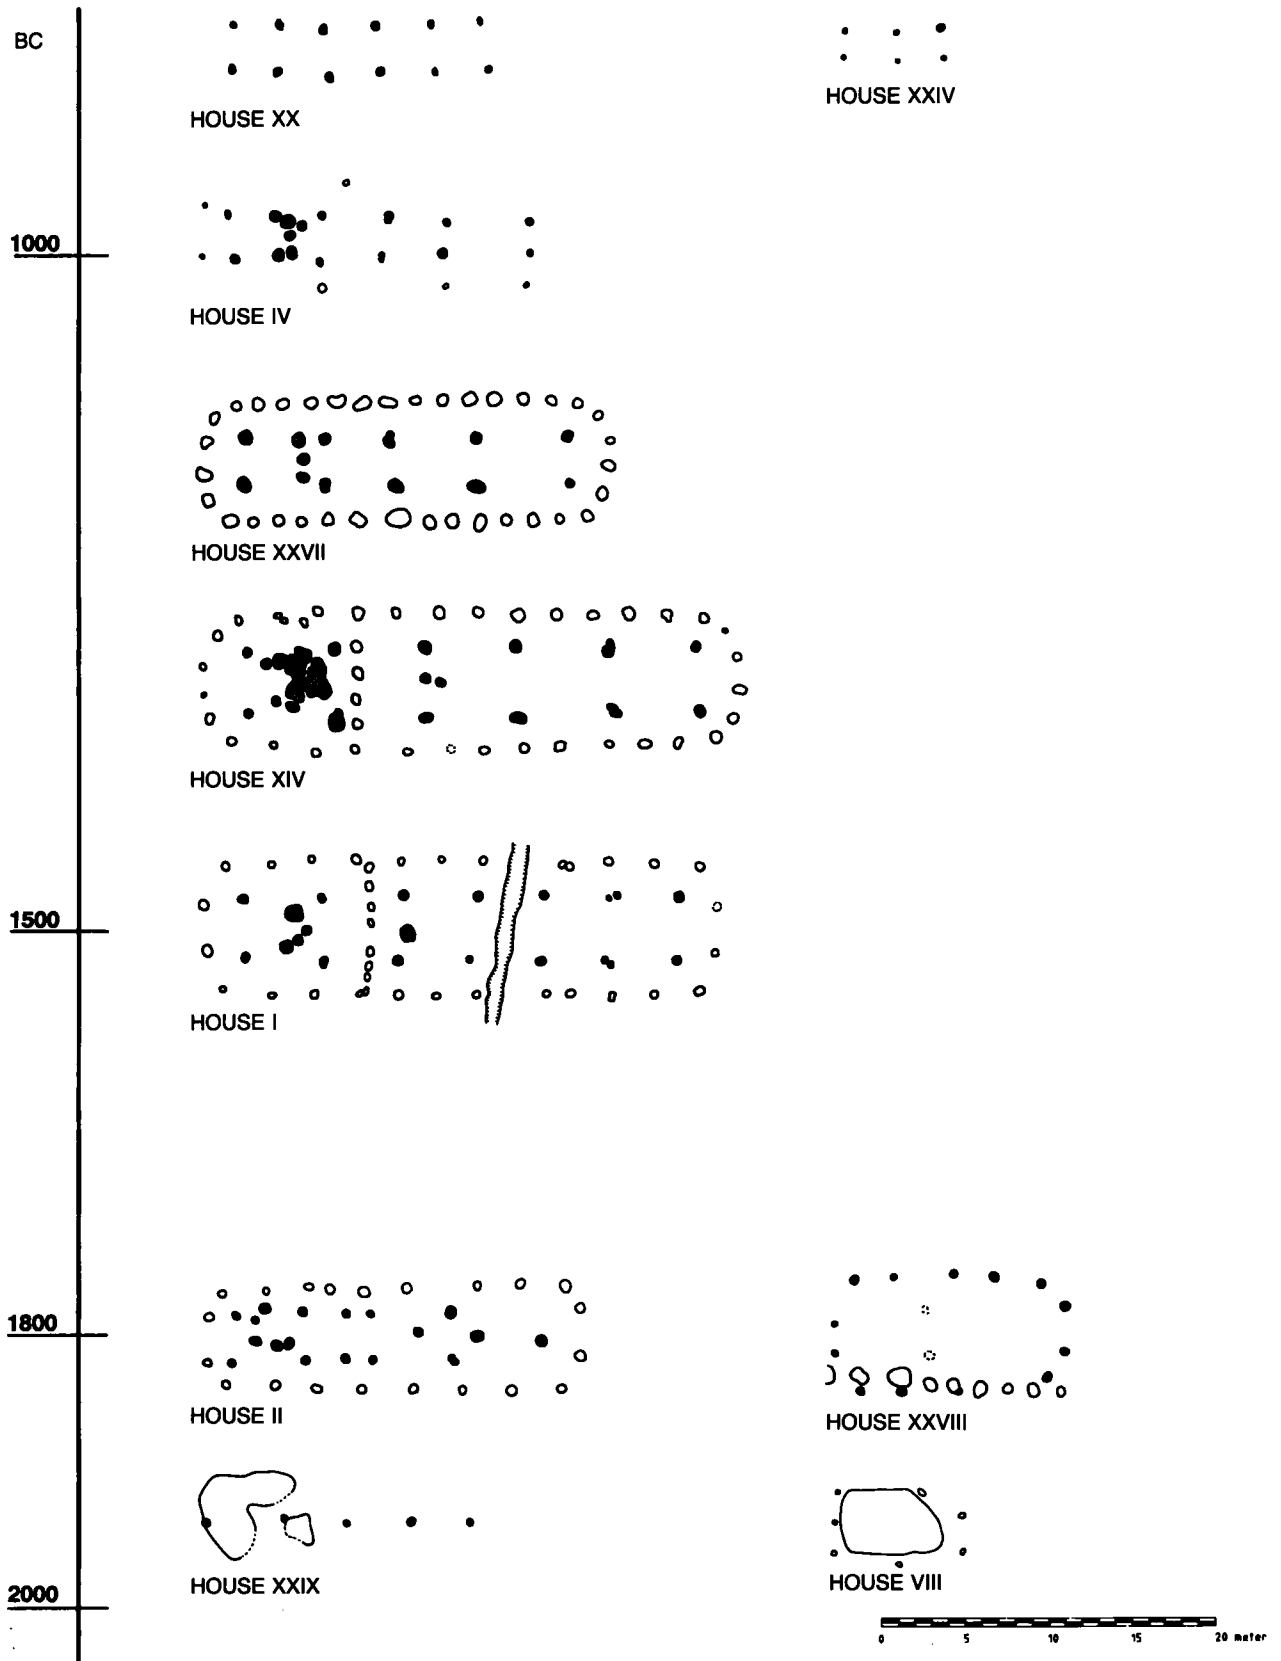 BC
HOUSE XX
HOUSE XXIV
1000
HOUSE IV
HOUSE XXVII
HOUSE XIV
1500
HOUSE I
1800
HOUSE II
HOUSE XXVIII
HOUSE XXIX
HOUSE VIII
2000
0 5 10 15 20 meter